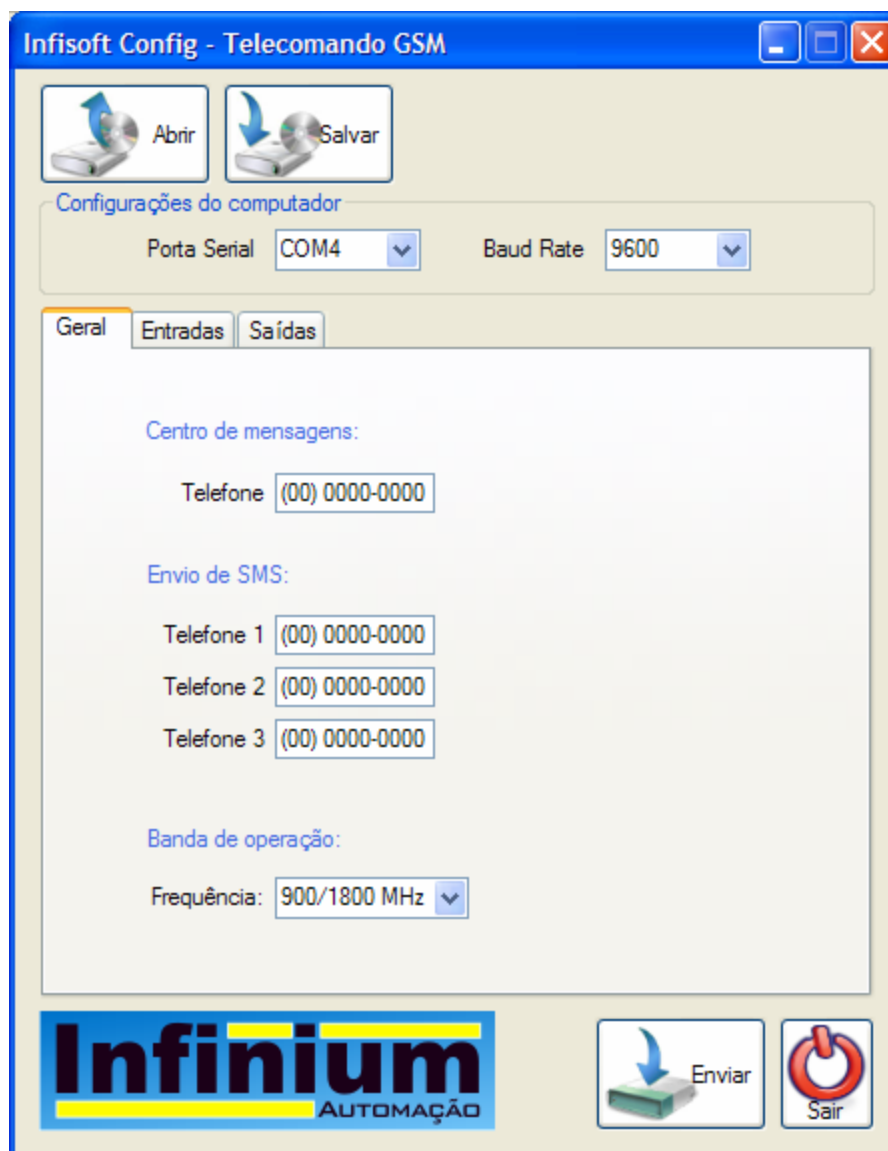 Infisoft Config - Telecomando GSM
Abrir
Salvar
Configurações do computador
Porta Serial COM4 Baud Rate 9600
Geral Entradas Saídas
Centro de mensagens:
Telefone (00) 0000-0000
Envio de SMS:
Telefone 1 (00) 0000-0000
Telefone 2 (00) 0000-0000
Telefone 3 (00) 0000-0000
Banda de operação:
Frequência: 900/1800 MHz
Infinium
AUTOMAÇÃO
Enviar
Sair